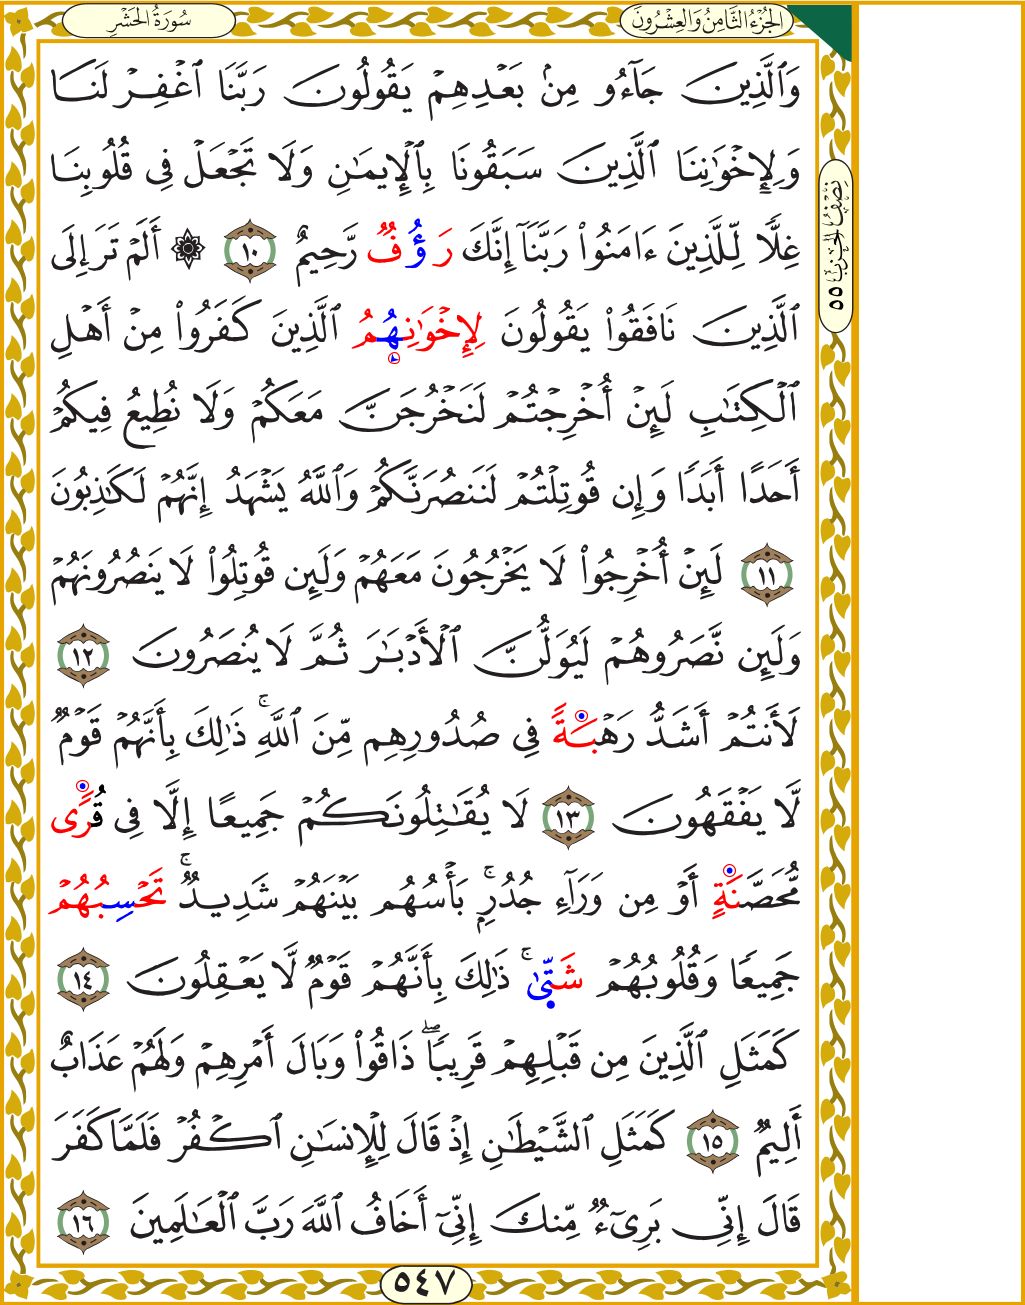 الجُزْءُ الثَّامِنُ وَالعِشْرُونَ
سُورَةُ الحَشْرِ
وَٱلَّذِينَ جَآءُو مِنۢ بَعْدِهِمْ يَقُولُونَ رَبَّنَا ٱغْفِرْ لَنَا
وَلِإِخْوَٰنِنَا ٱلَّذِينَ سَبَقُونَا بِٱلْإِيمَٰنِ وَلَا تَجْعَلْ فِى قُلُوبِنَا
غِلًّا لِّلَّذِينَ ءَامَنُوا۟ رَبَّنَآ إِنَّكَ رَؤُفٌ رَّحِيمٌ ١٠ ۞ أَلَمْ تَرَ إِلَى
نِصْفُ الحِزْبِ ٥٥
ٱلَّذِينَ نَافَقُوا۟ يَقُولُونَ لِإِخْوَٰنِهِمُ ٱلَّذِينَ كَفَرُوا۟ مِنْ أَهْلِ
ٱلْكِتَٰبِ لَئِنْ أُخْرِجْتُمْ لَنَخْرُجَنَّ مَعَكُمْ وَلَا نُطِيعُ فِيكُمْ
أَحَدًا أَبَدًا وَإِن قُوتِلْتُمْ لَنَنصُرَنَّكُمْ وَٱللَّهُ يَشْهَدُ إِنَّهُمْ لَكَٰذِبُونَ
١١ لَئِنْ أُخْرِجُوا۟ لَا يَخْرُجُونَ مَعَهُمْ وَلَئِن قُوتِلُوا۟ لَا يَنصُرُونَهُمْ
وَلَئِن نَّصَرُوهُمْ لَيُوَلُّنَّ ٱلْأَدْبَٰرَ ثُمَّ لَا يُنصَرُونَ ١٢
لَأَنتُمْ أَشَدُّ رَهْبَةً فِى صُدُورِهِم مِّنَ ٱللَّهِ ۚ ذَٰلِكَ بِأَنَّهُمْ قَوْمٌ
لَّا يَفْقَهُونَ ١٣ لَا يُقَٰتِلُونَكُمْ جَمِيعًا إِلَّا فِى قُرًى
مُّحَصَّنَةٍ أَوْ مِن وَرَآءِ جُدُرٍۭ ۚ بَأْسُهُم بَيْنَهُمْ شَدِيدٌ ۚ تَحْسِبُهُمْ
جَمِيعًا وَقُلُوبُهُمْ شَتَّىٰ ۚ ذَٰلِكَ بِأَنَّهُمْ قَوْمٌ لَّا يَعْقِلُونَ ١٤
كَمَثَلِ ٱلَّذِينَ مِن قَبْلِهِمْ قَرِيبًا ۖ ذَاقُوا۟ وَبَالَ أَمْرِهِمْ وَلَهُمْ عَذَابٌ
أَلِيمٌ ١٥ كَمَثَلِ ٱلشَّيْطَٰنِ إِذْ قَالَ لِلْإِنسَٰنِ ٱكْفُرْ فَلَمَّا كَفَرَ
قَالَ إِنِّى بَرِىٓءٌ مِّنكَ إِنِّىٓ أَخَافُ ٱللَّهَ رَبَّ ٱلْعَٰلَمِينَ ١٦
٥٤٧